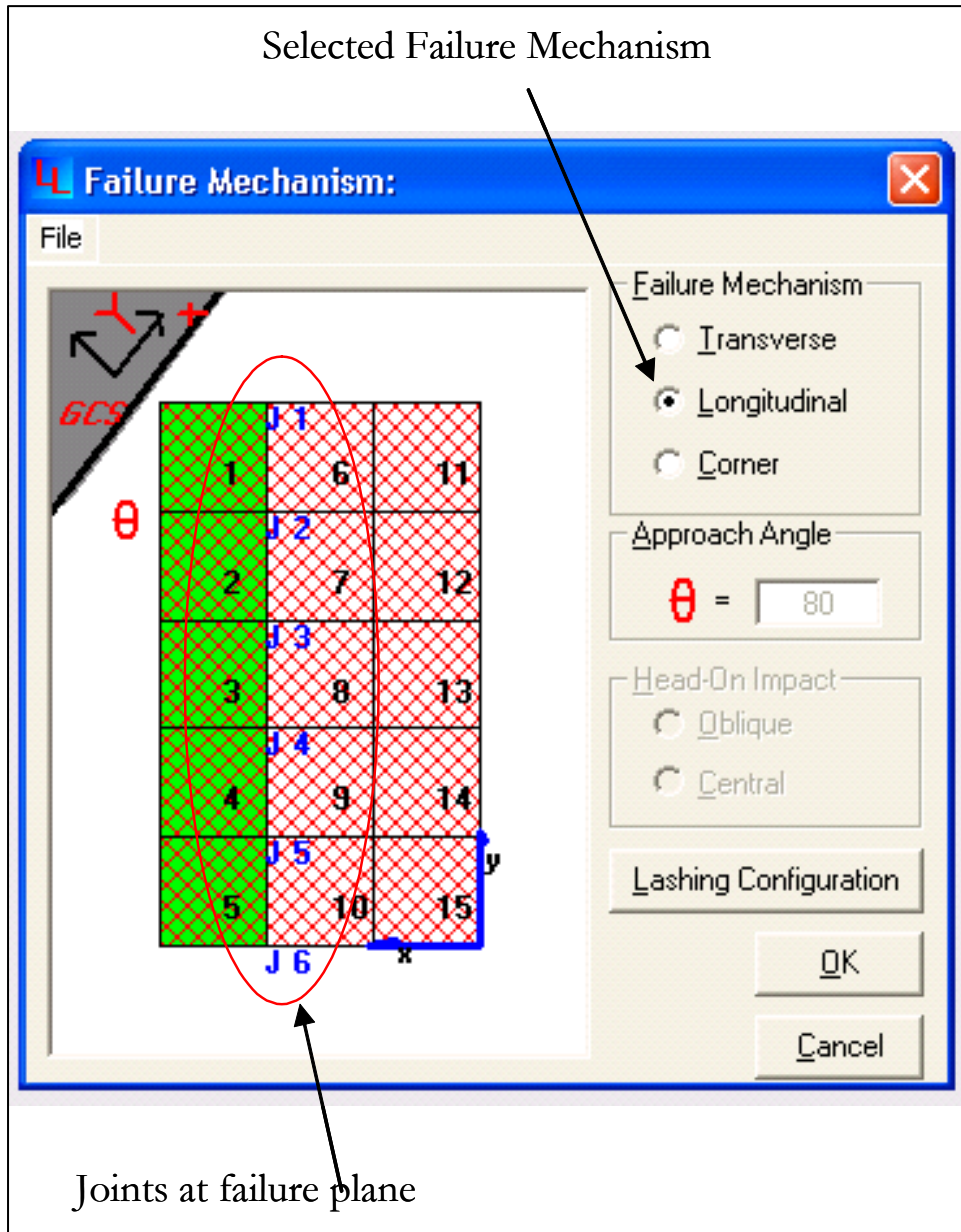 Selected Failure Mechanism
LL Failure Mechanism:
File
Y +
GCS
θ
J 1
1 6 11
J 2
2 7 12
J 3
3 8 13
J 4
4 9 14
J 5
y
5 10 15
x
J 6
Failure Mechanism
Transverse
Longitudinal
Corner
Approach Angle
θ = 80
Head-On Impact
Oblique
Central
Lashing Configuration
OK
Cancel
Joints at failure plane